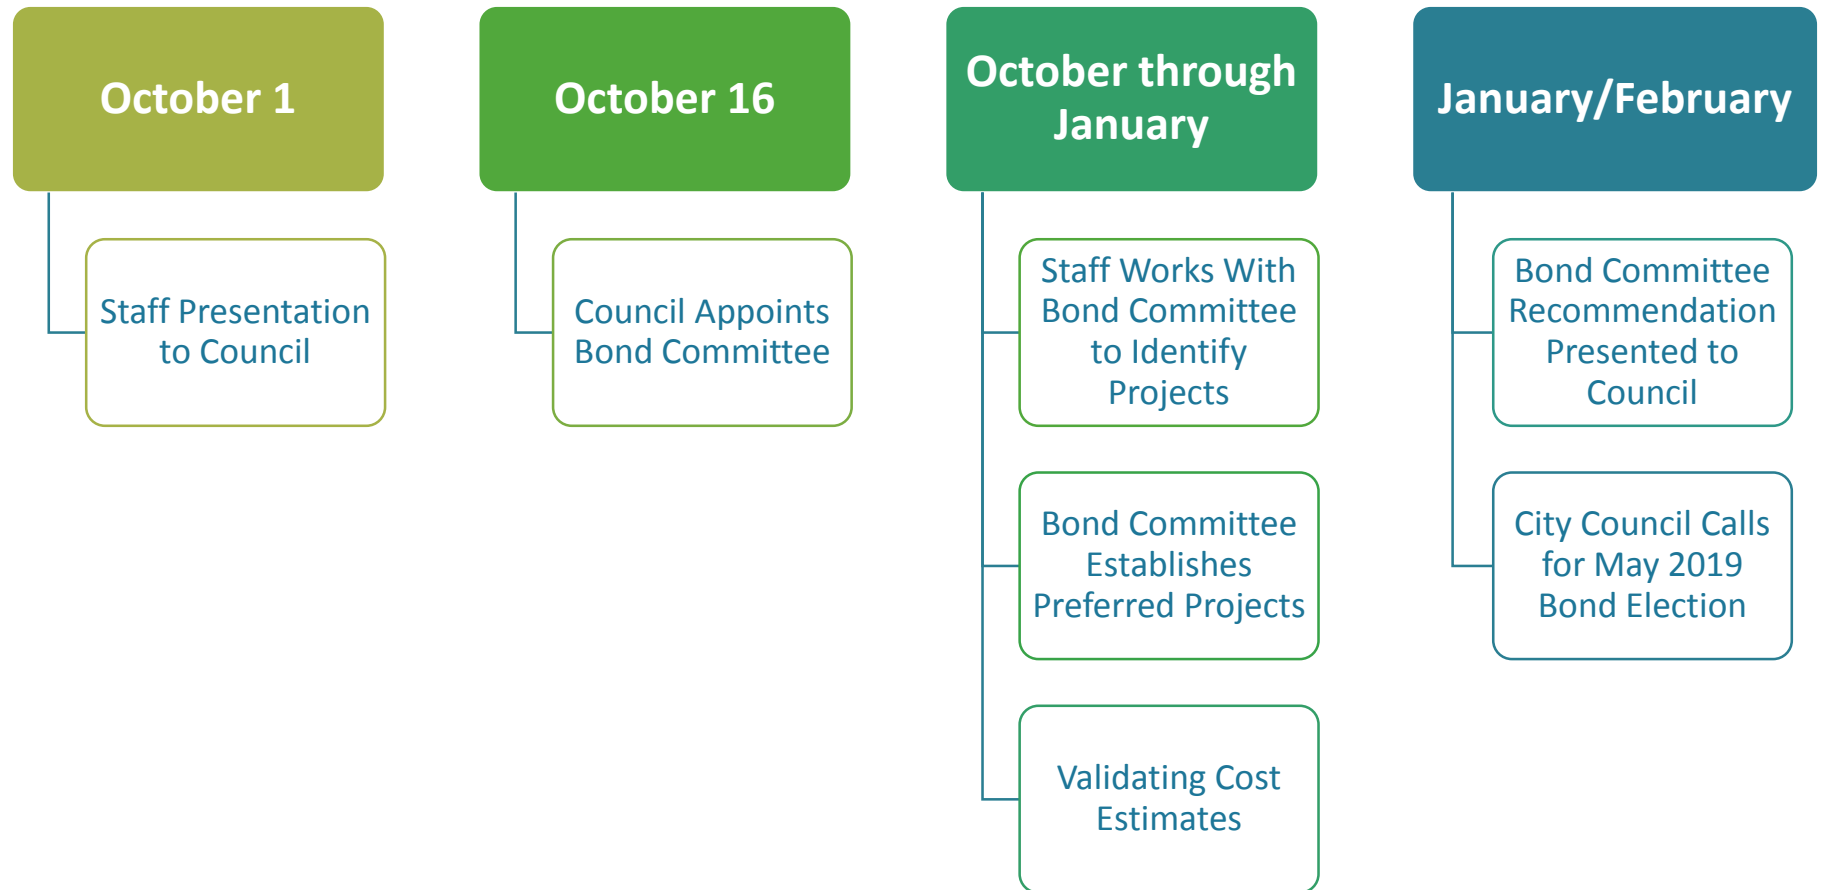 October 1
Staff Presentation
to Council
October 16
Council Appoints
Bond Committee
October through
January
Staff Works With
Bond Committee
to Identify
Projects
Bond Committee
Establishes
Preferred Projects
Validating Cost
Estimates
January/February
Bond Committee
Recommendation
Presented to
Council
City Council Calls
for May 2019
Bond Election